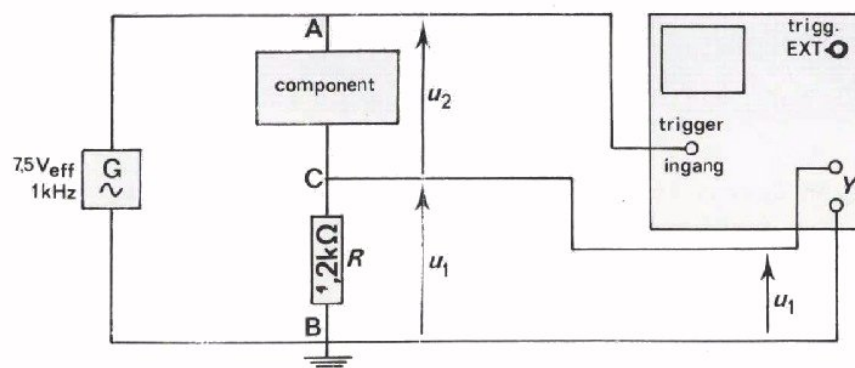 A
component
u₂
trigg.
EXT
trigger
ingang
7,5 Veff
1kHz
G
C
Y
1,2kΩ
R
u₁
u₁
B